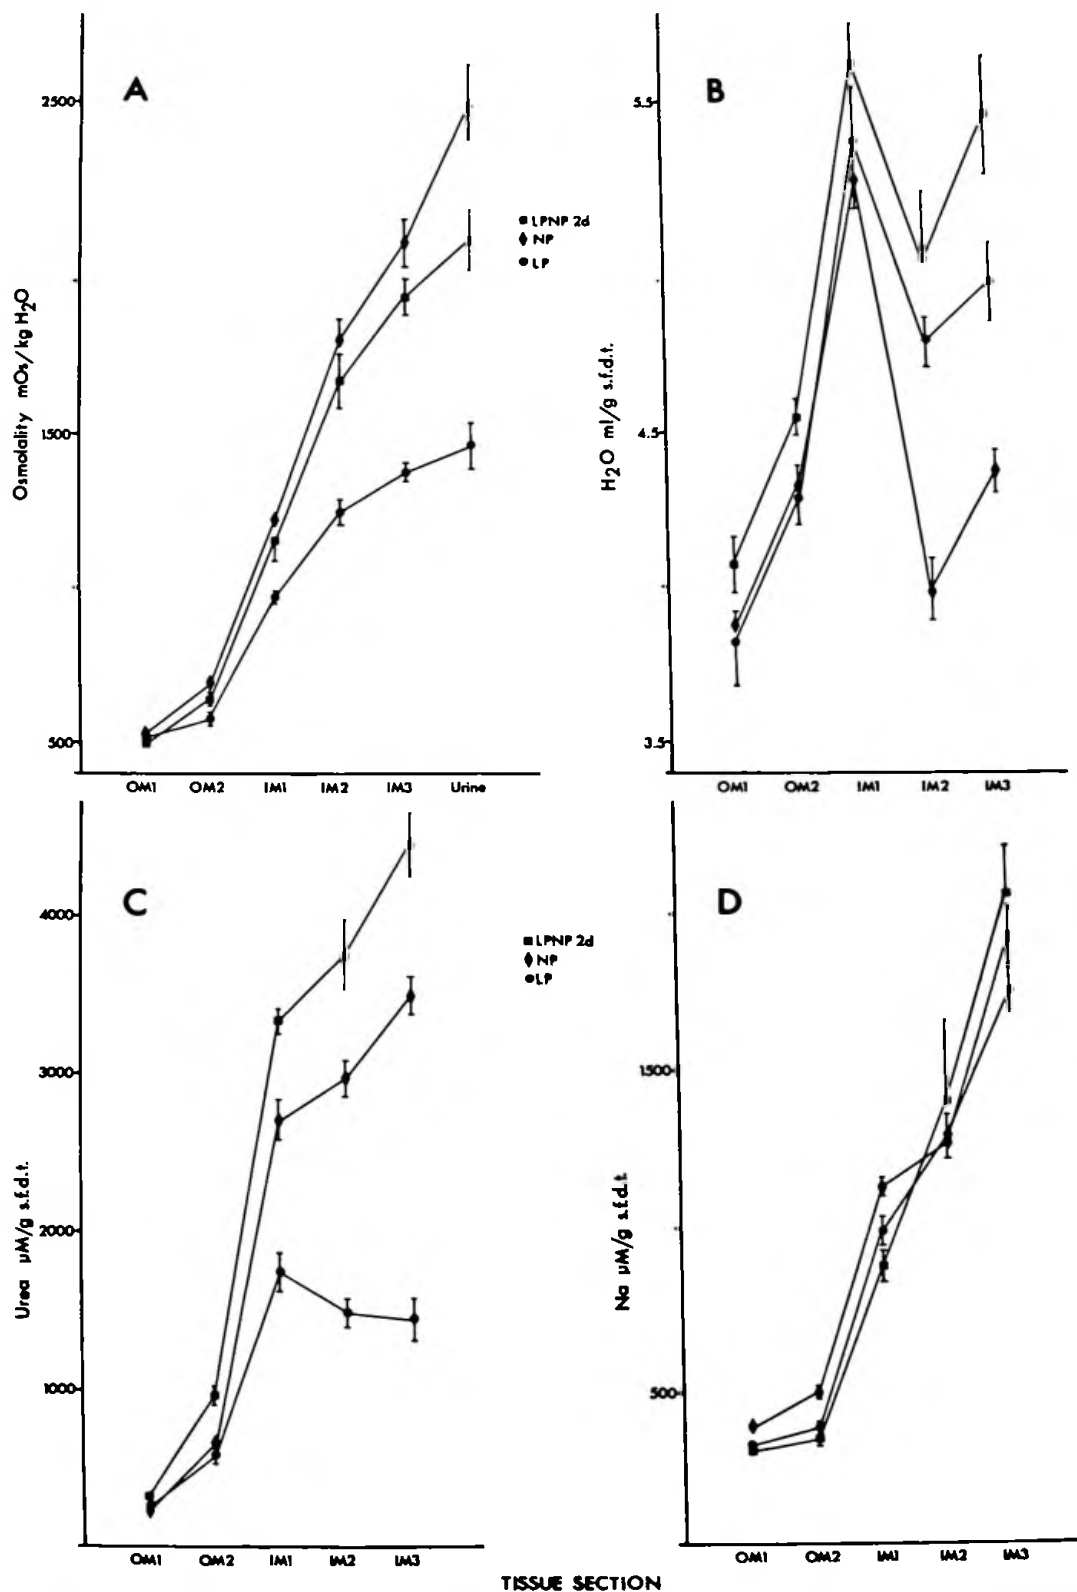 A
B
2500
1500
500
Osmolality mOs/kg H2O
LPNP 2d
NP
LP
OM1 OM2 IM1 IM2 IM3 Urine
5.5
4.5
3.5
H2O ml/g s.f.d.t.
OM1 OM2 IM1 IM2 IM3
C
D
4000
3000
2000
1000
Urea µM/g s.f.d.t.
LPNP 2d
NP
LP
OM1 OM2 IM1 IM2 IM3
1500
500
Na µM/g s.f.d.t.
OM1 OM2 IM1 IM2 IM3
TISSUE SECTION